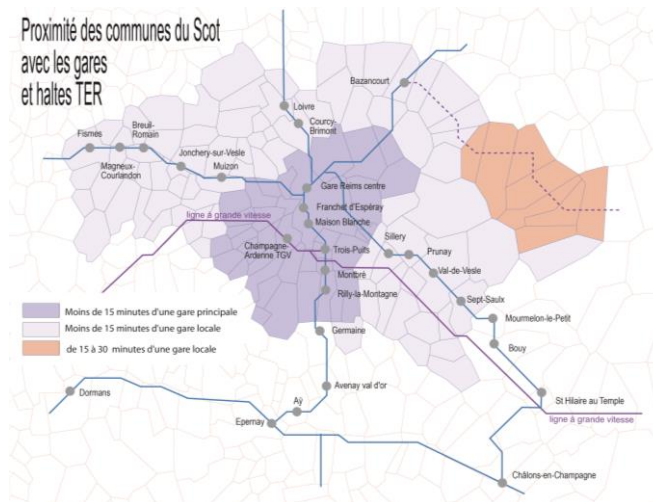 Proximité des communes du Scot
avec les gares
et haltes TER
Bazancourt
Loivre
Courcy-
Brimont
Fismes
Breuil-
Romain
Jonchery-sur-Vesle
Magneux-
Courlandon
Muizon
Gare Reims centre
Franchet d'Espéray
ligne à grande vitesse
Maison Blanche
Champagne-
Ardenne TGV
Trois-Puits
Sillery
Prunay
Montbré
Val-de-Vesle
Rilly-la-Montagne
Sept-Saulx
Moins de 15 minutes d'une gare principale
Moins de 15 minutes d'une gare locale
de 15 à 30 minutes d'une gare locale
Germaine
Mourmelon-le-Petit
Bouy
Dormans
Avenay val d'or
Aÿ
Epernay
St Hilaire au Temple
ligne à grande vitesse
Châlons-en-Champagne